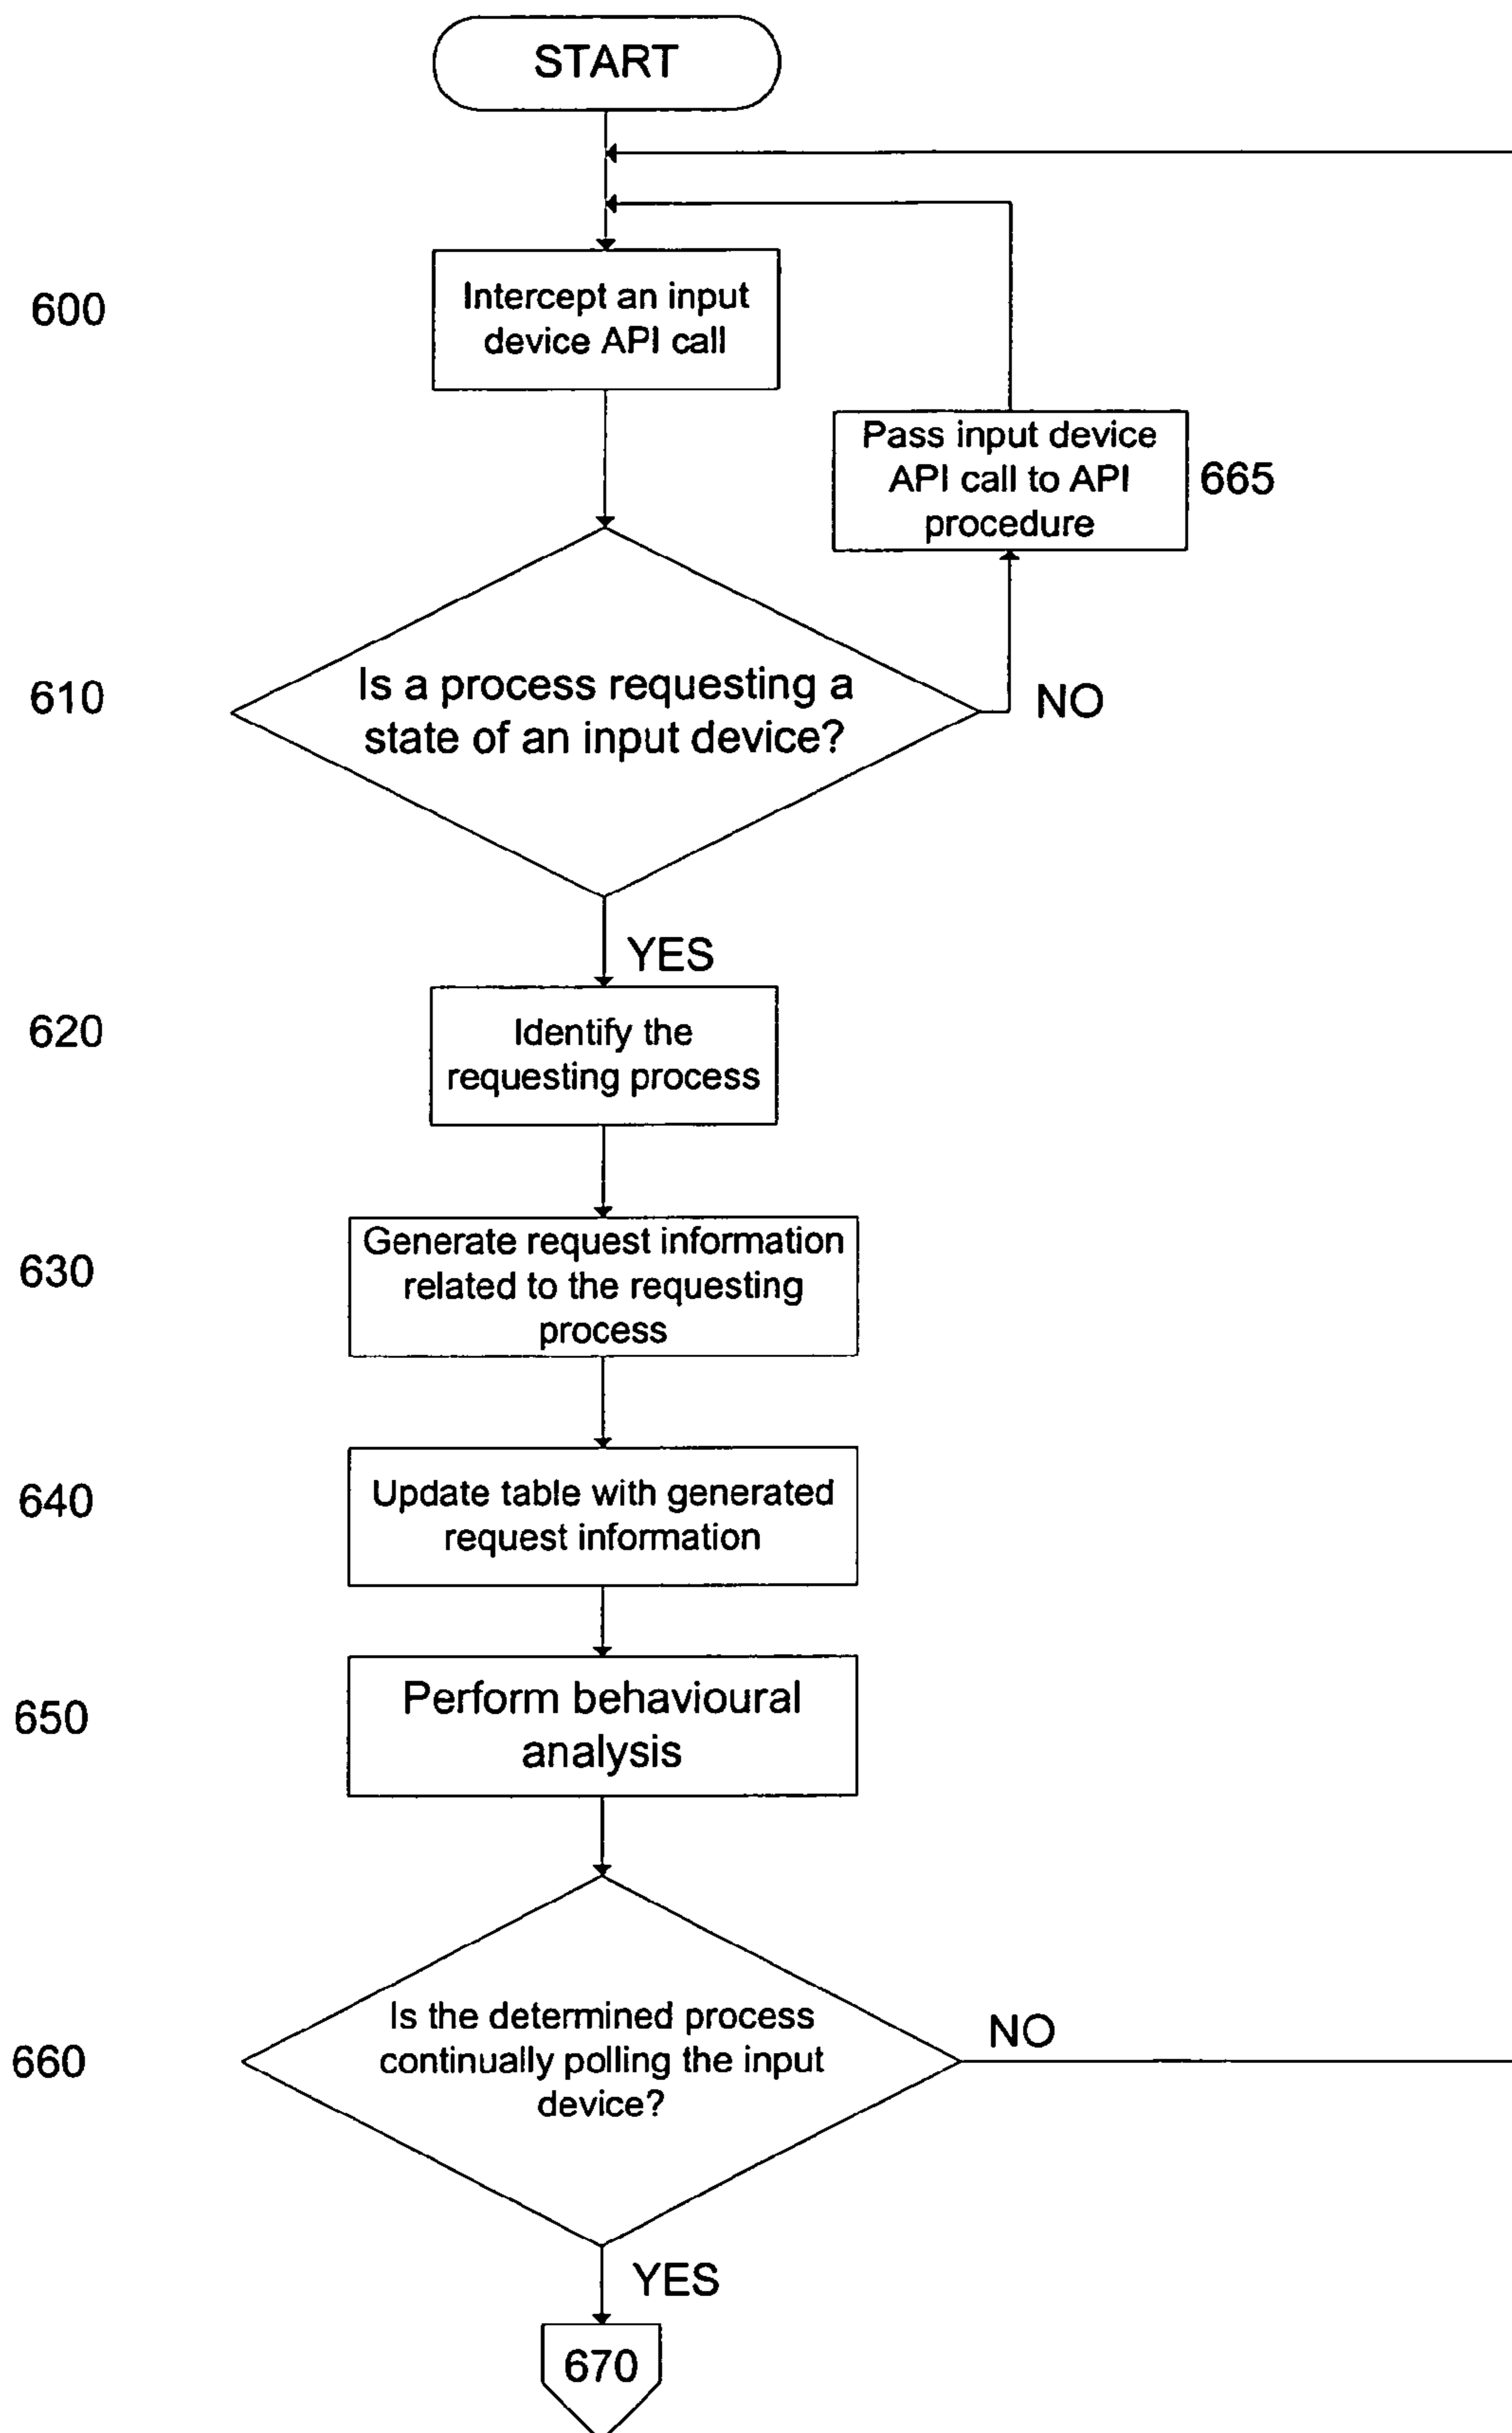 START
600
Intercept an input
device API call
Pass input device
API call to API
procedure
665
610
Is a process requesting a
state of an input device?
NO
YES
620
Identify the
requesting process
630
Generate request information
related to the requesting
process
640
Update table with generated
request information
650
Perform behavioural
analysis
660
Is the determined process
continually polling the input
device?
NO
YES
670